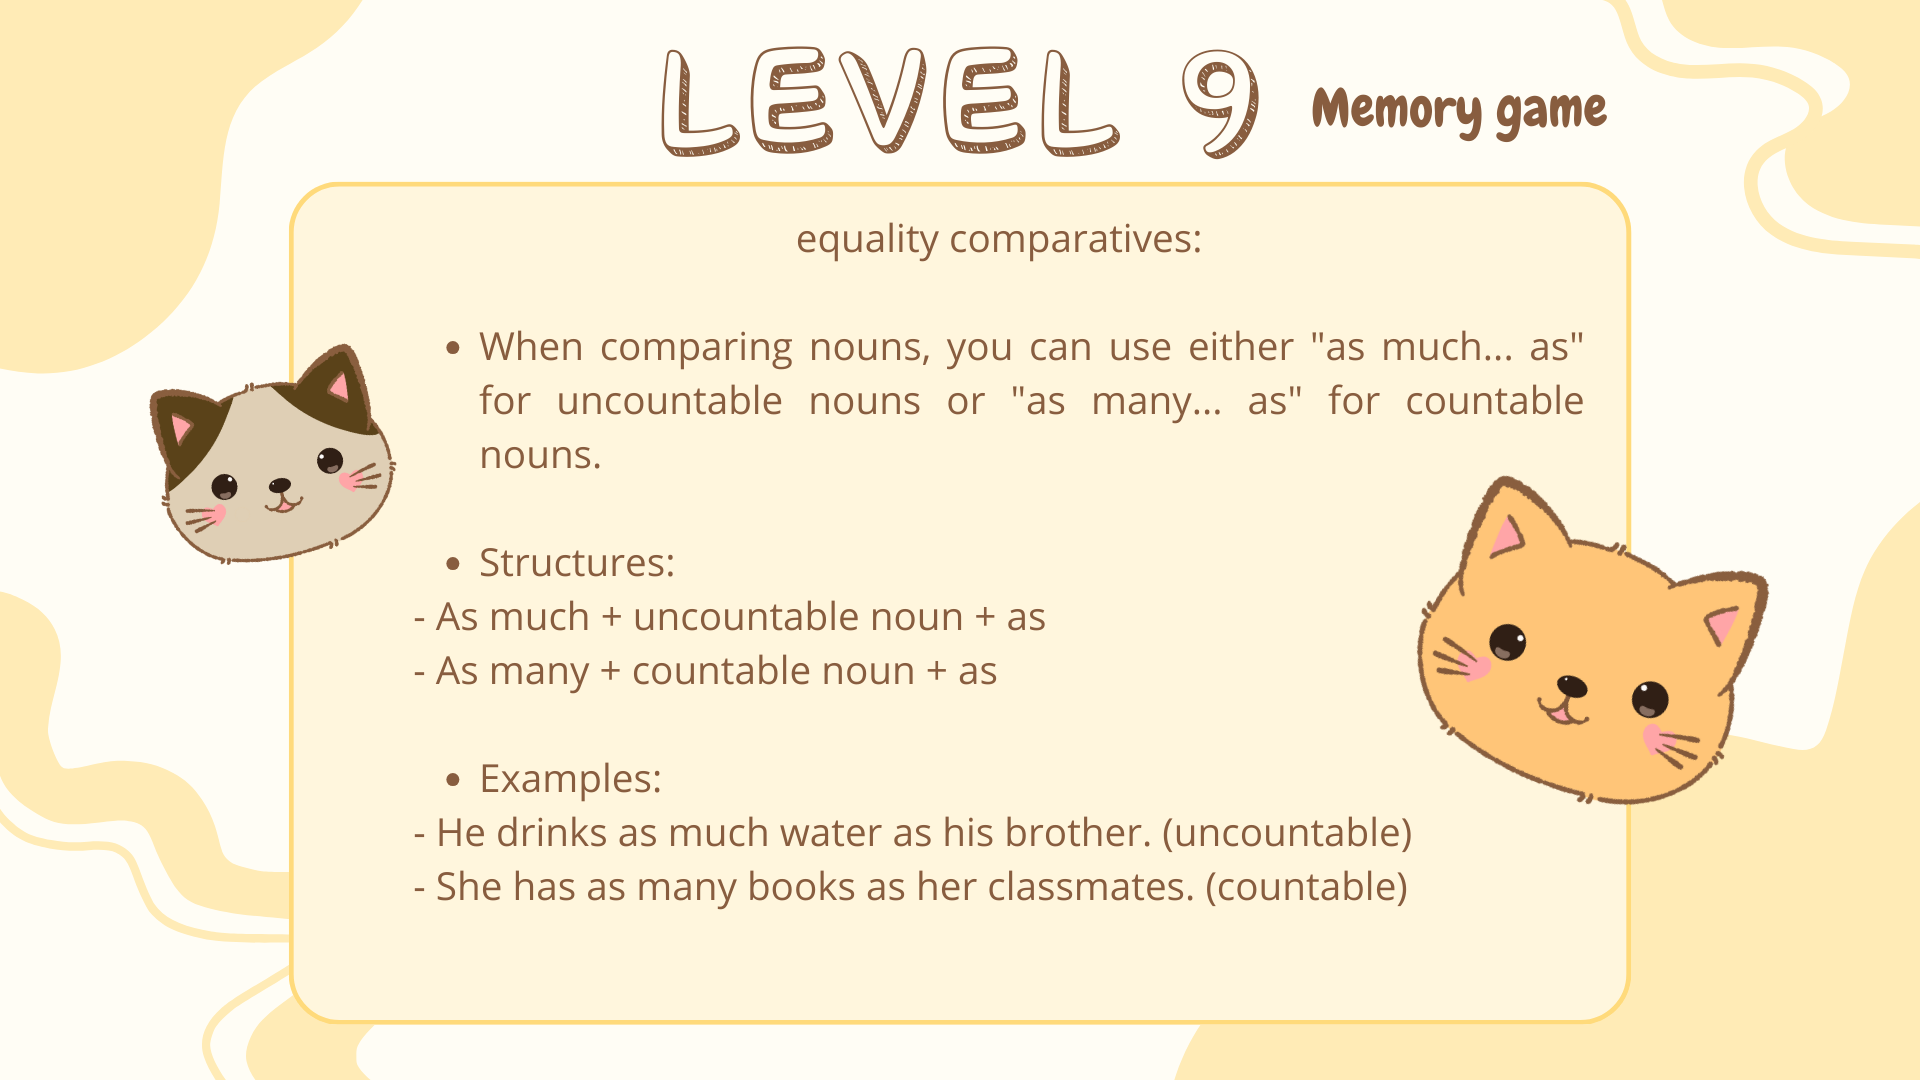 LEVEL 9 Memory game
equality comparatives:
• When comparing nouns, you can use either "as much... as"
for uncountable nouns or "as many... as" for countable
nouns.
• Structures:
- As much + uncountable noun + as
- As many + countable noun + as
• Examples:
- He drinks as much water as his brother. (uncountable)
- She has as many books as her classmates. (countable)